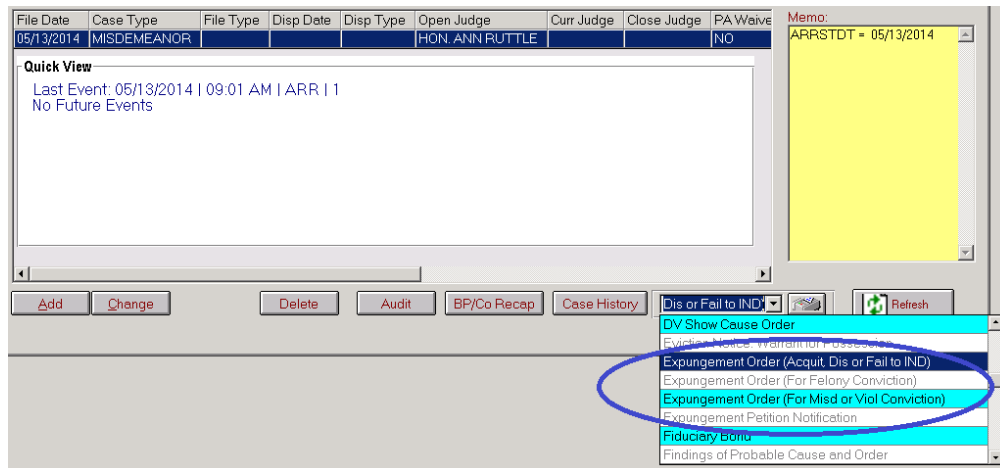 File Date Case Type File Type Disp Date Disp Type Open Judge Curr Judge Close Judge PA Waive
05/13/2014 MISDEMEANOR HON. ANN RUTTLE NO
Memo:
ARRSTDT = 05/13/2014
Quick View
Last Event: 05/13/2014 | 09:01 AM | ARR | 1
No Future Events
Add Change Delete Audit BP/Co Recap Case History Dis or Fail to IND) Refresh
DV Show Cause Order
Eviction Notice: Warrant for Possession
Expungement Order (Acquit, Dis or Fail to IND)
Expungement Order (For Felony Conviction)
Expungement Order (For Misd or Viol Conviction)
Expungement Petition Notification
Fiduciary Bond
Findings of Probable Cause and Order